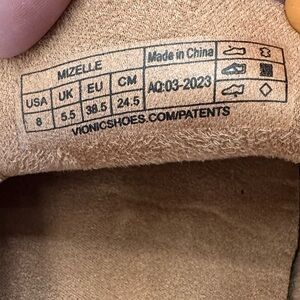 MIZELLE
USA UK EU CM
8 5.5 38.5 24.5
Made in China
AQ:03-2023
VIONICSHOES.COM/PATENTS